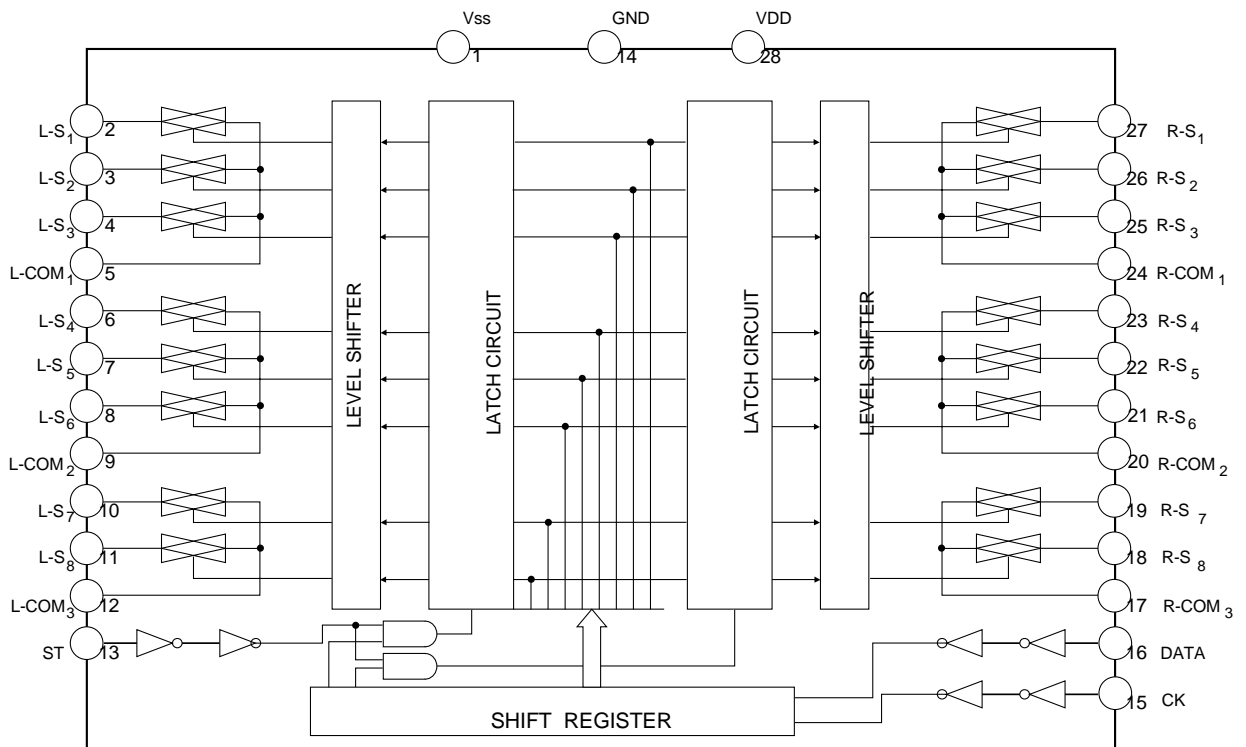 Vss GND VDD
1 14 28
L-S1 2
L-S2 3
L-S3 4
L-COM1 5
L-S4 6
L-S5 7
L-S6 8
L-COM2 9
L-S7 10
L-S8 11
L-COM3 12
ST 13
LEVEL SHIFTER
LATCH CIRCUIT
LATCH CIRCUIT
LEVEL SHIFTER
27 R-S1
26 R-S2
25 R-S3
24 R-COM1
23 R-S4
22 R-S5
21 R-S6
20 R-COM2
19 R-S7
18 R-S8
17 R-COM3
16 DATA
15 CK
SHIFT REGISTER